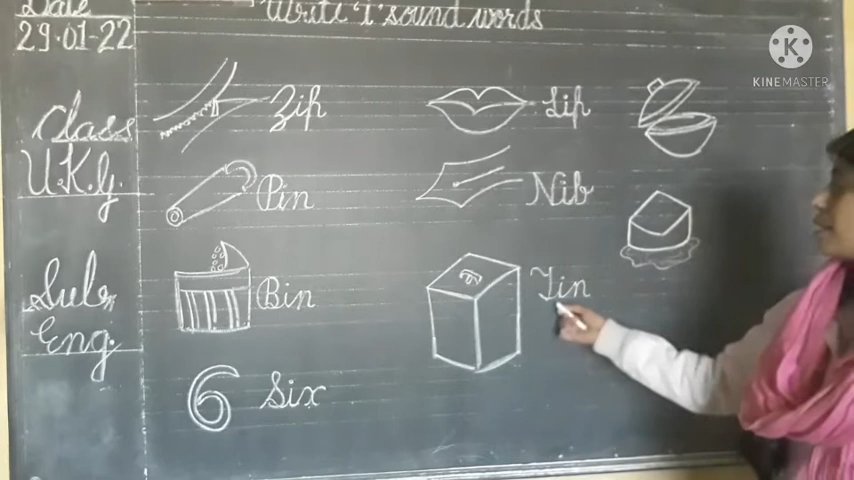 Date
29.01.22
Class
U.K.G.
Sub,
Eng.
Write 'i' sound words
Zip
Lip
Pin
Nib
Bin
Tin
6 Six
K
KINEMASTER